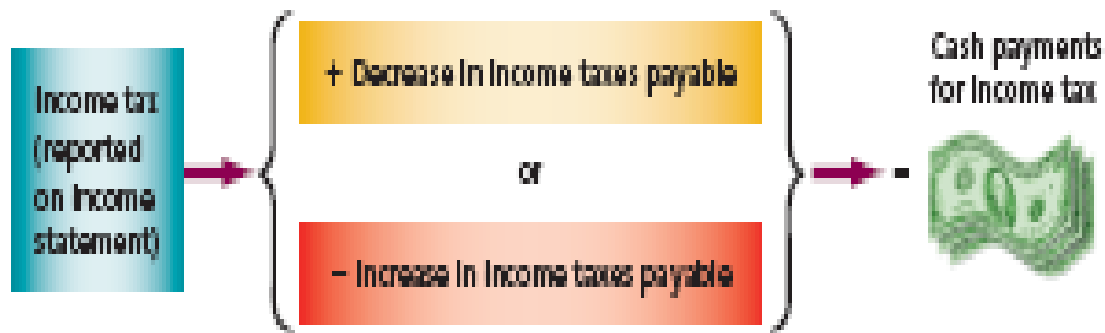 Income tax
(reported
on Income
statement)
+ Decrease in income taxes payable
or
− Increase in income taxes payable
=
Cash payments
for income tax